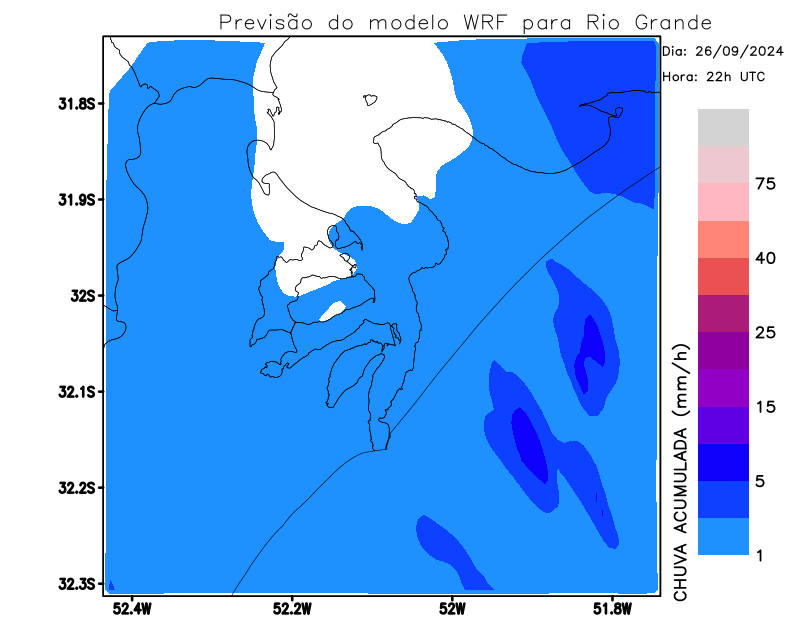 Previsão do modelo WRF para Rio Grande
Dia: 26/09/2024
Hora: 22h UTC
31.8S
31.9S
32S
32.1S
32.2S
32.3S
52.4W
52.2W
52W
51.8W
75
40
25
15
5
1
CHUVA ACUMULADA (mm/h)